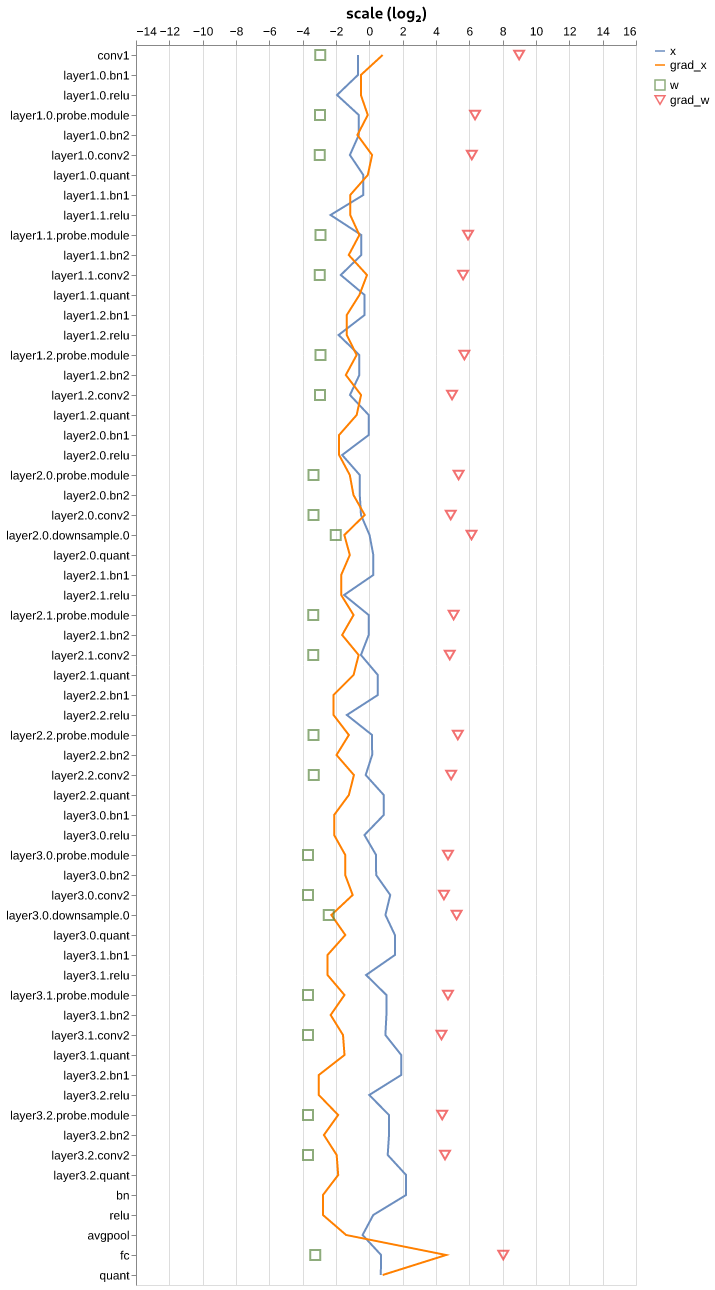 scale (log₂)
−14 −12 −10 −8 −6 −4 −2 0 2 4 6 8 10 12 14 16
x
grad_x
w
grad_w
conv1
layer1.0.bn1
layer1.0.relu
layer1.0.probe.module
layer1.0.bn2
layer1.0.conv2
layer1.0.quant
layer1.1.bn1
layer1.1.relu
layer1.1.probe.module
layer1.1.bn2
layer1.1.conv2
layer1.1.quant
layer1.2.bn1
layer1.2.relu
layer1.2.probe.module
layer1.2.bn2
layer1.2.conv2
layer1.2.quant
layer2.0.bn1
layer2.0.relu
layer2.0.probe.module
layer2.0.bn2
layer2.0.conv2
layer2.0.downsample.0
layer2.0.quant
layer2.1.bn1
layer2.1.relu
layer2.1.probe.module
layer2.1.bn2
layer2.1.conv2
layer2.1.quant
layer2.2.bn1
layer2.2.relu
layer2.2.probe.module
layer2.2.bn2
layer2.2.conv2
layer2.2.quant
layer3.0.bn1
layer3.0.relu
layer3.0.probe.module
layer3.0.bn2
layer3.0.conv2
layer3.0.downsample.0
layer3.0.quant
layer3.1.bn1
layer3.1.relu
layer3.1.probe.module
layer3.1.bn2
layer3.1.conv2
layer3.1.quant
layer3.2.bn1
layer3.2.relu
layer3.2.probe.module
layer3.2.bn2
layer3.2.conv2
layer3.2.quant
bn
relu
avgpool
fc
quant